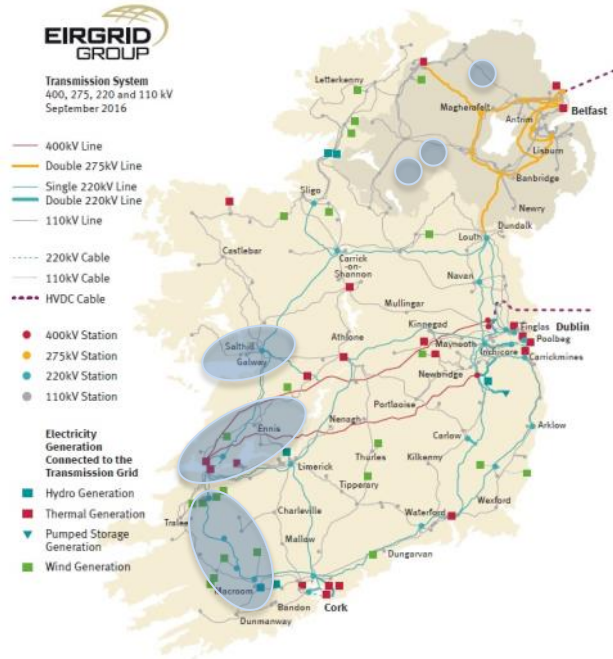 EIRGRID
GROUP
Transmission System
400, 275, 220 and 110 kV
September 2016
400kV Line
Double 275kV Line
Single 220kV Line
Double 220kV Line
110kV Line
220kV Cable
110kV Cable
HVDC Cable
400kV Station
275kV Station
220kV Station
110kV Station
Electricity
Generation
Connected to the
Transmission Grid
Hydro Generation
Thermal Generation
Pumped Storage
Generation
Wind Generation
Letterkenny
Magherafelt
Antrim
Belfast
Lisburn
Banbridge
Newry
Dundalk
Sligo
Louth
Castlebar
Carrick
-on-
Shannon
Navan
Mullingar
Kinnegad
Finglas
Dublin
Athlone
Maynooth
Poolbeg
Inchicore
Salthill
Galway
Carrickmines
Newbridge
Portlaoise
Ennis
Nenagh
Arklow
Carlow
Limerick
Thurles
Kilkenny
Tipperary
Wexford
Tralee
Charleville
Waterford
Mallow
Dungarvan
Macroom
Bandon
Cork
Dunmanway